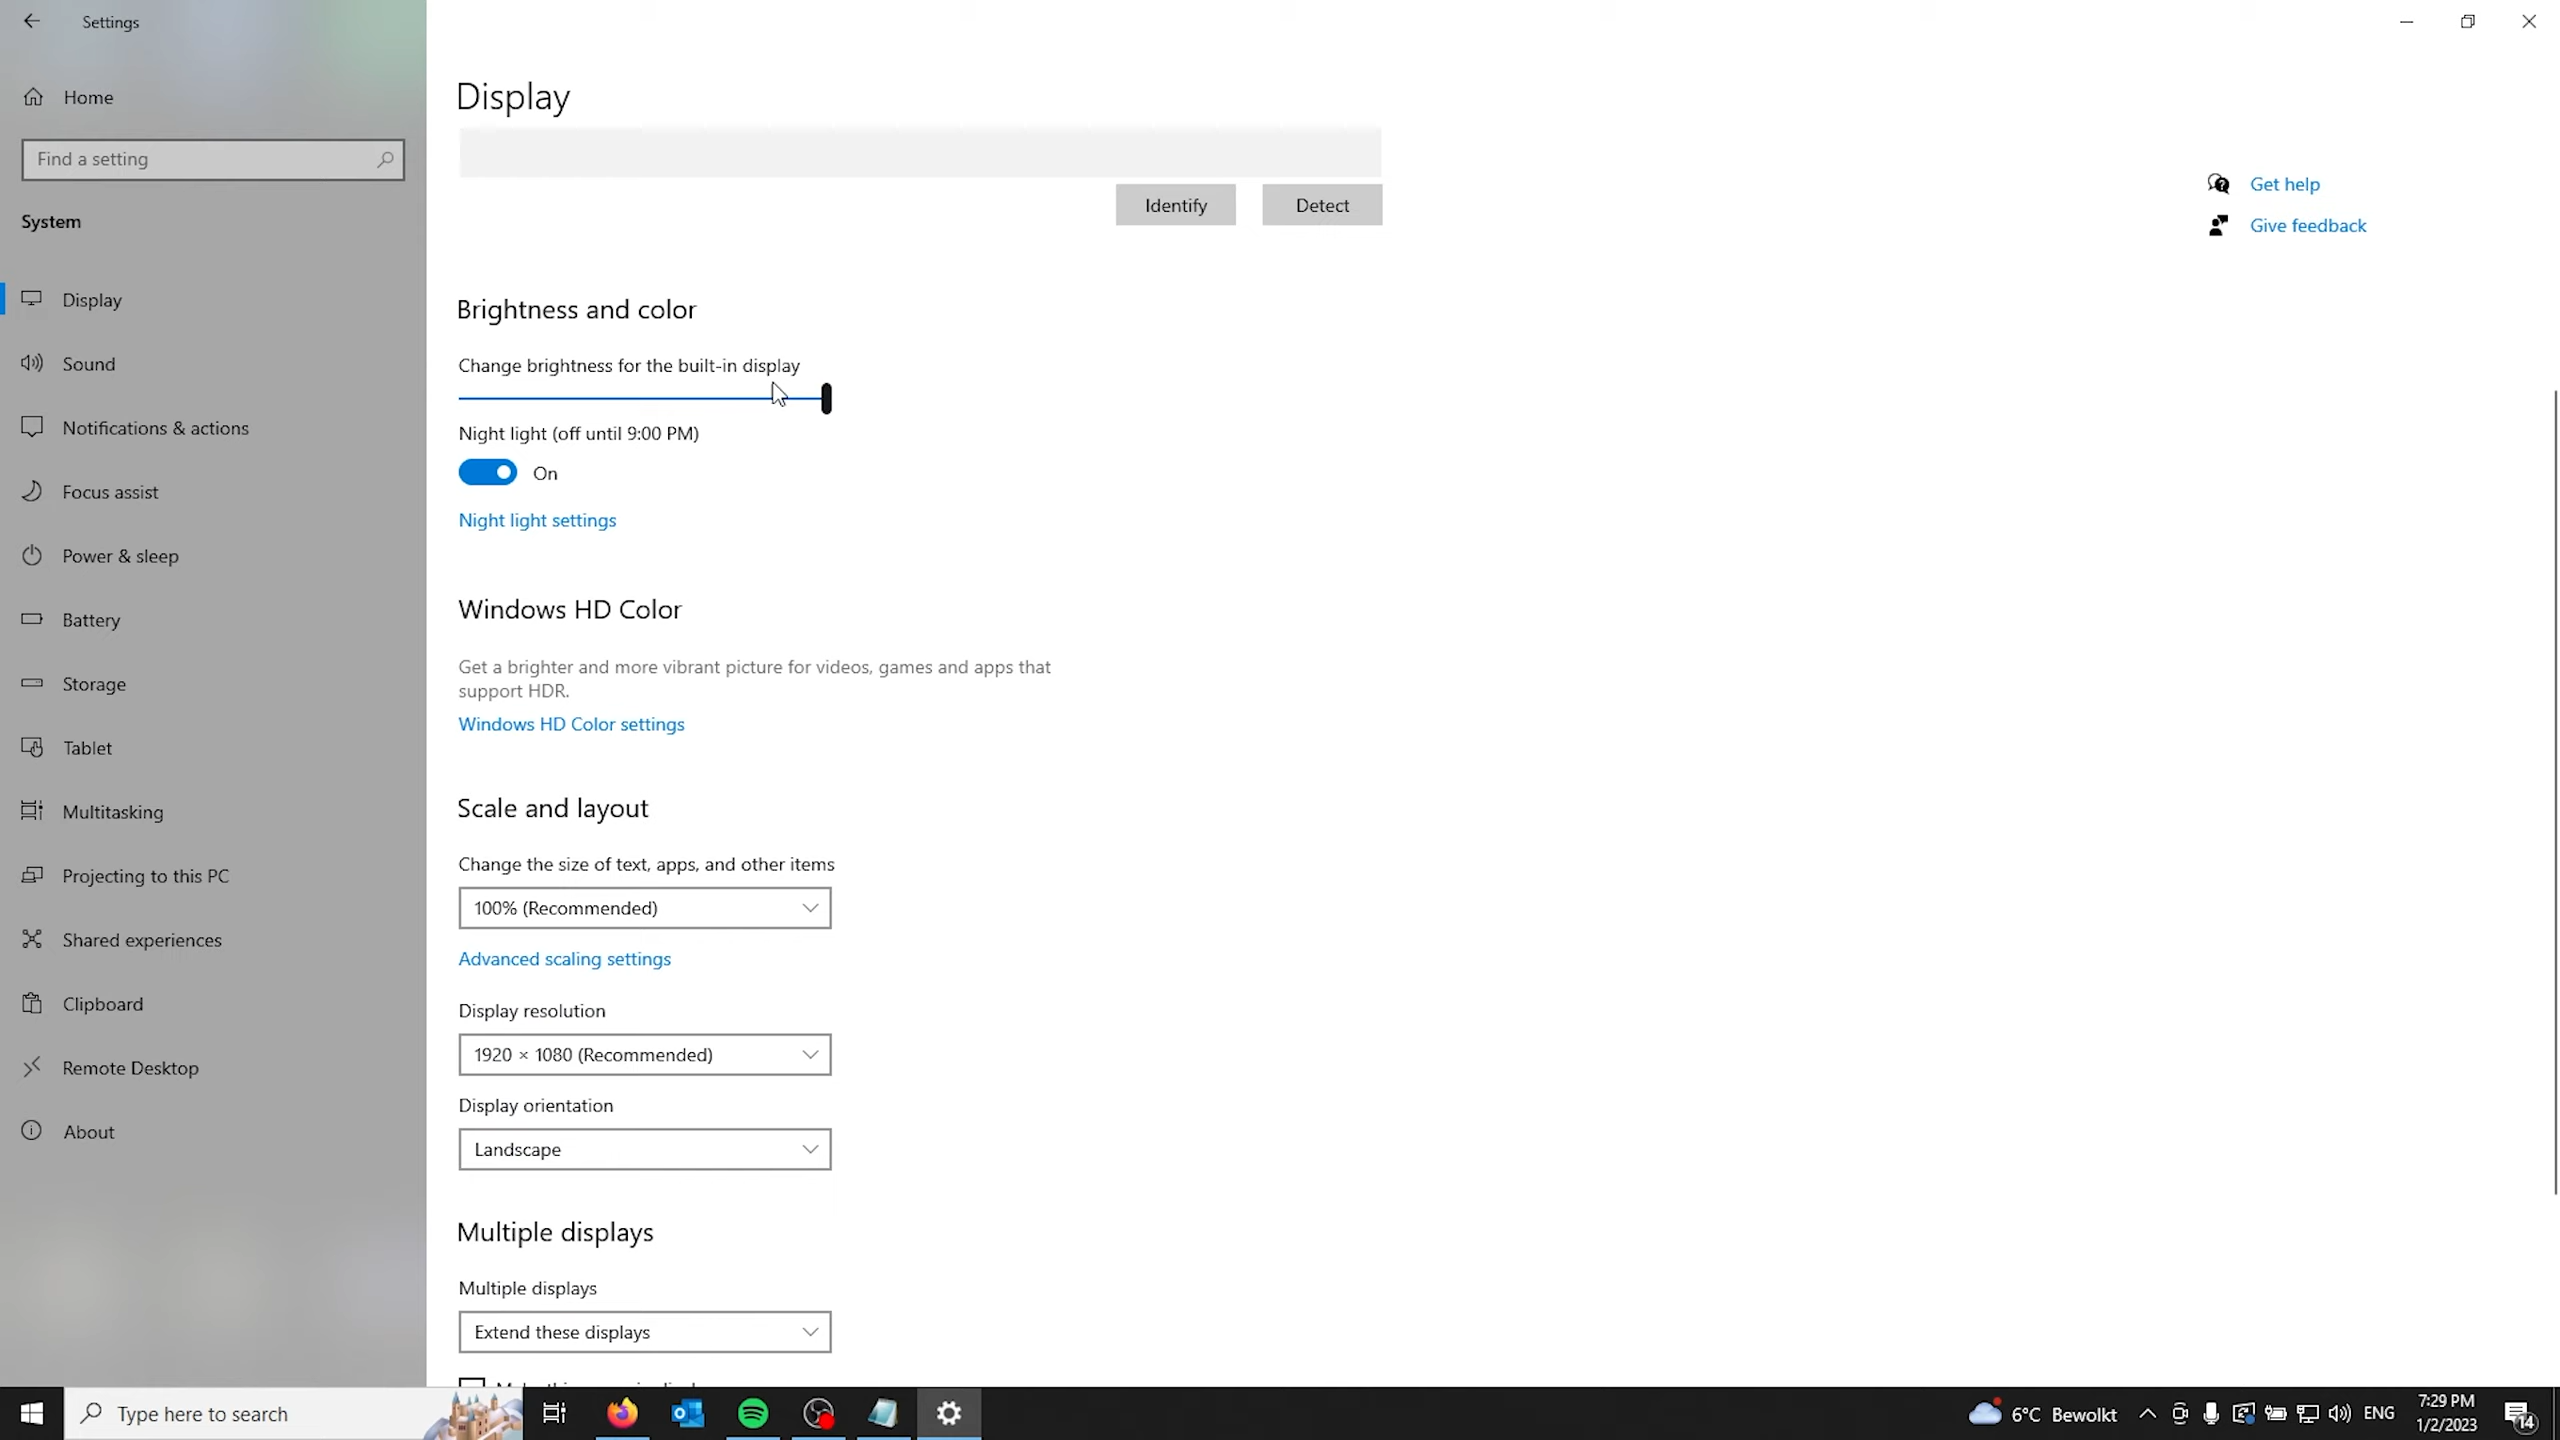 Settings
Home
Find a setting
System
Display
Sound
Notifications & actions
Focus assist
Power & sleep
Battery
Storage
Tablet
Multitasking
Projecting to this PC
Shared experiences
Clipboard
Remote Desktop
About
Display
Identify
Detect
Get help
Give feedback
Brightness and color
Change brightness for the built-in display
Night light (off until 9:00 PM)
On
Night light settings
Windows HD Color
Get a brighter and more vibrant picture for videos, games and apps that
support HDR.
Windows HD Color settings
Scale and layout
Change the size of text, apps, and other items
100% (Recommended)
Advanced scaling settings
Display resolution
1920 × 1080 (Recommended)
Display orientation
Landscape
Multiple displays
Multiple displays
Extend these displays
Type here to search
6°C Bewolkt
ENG
7:29 PM
1/2/2023
14